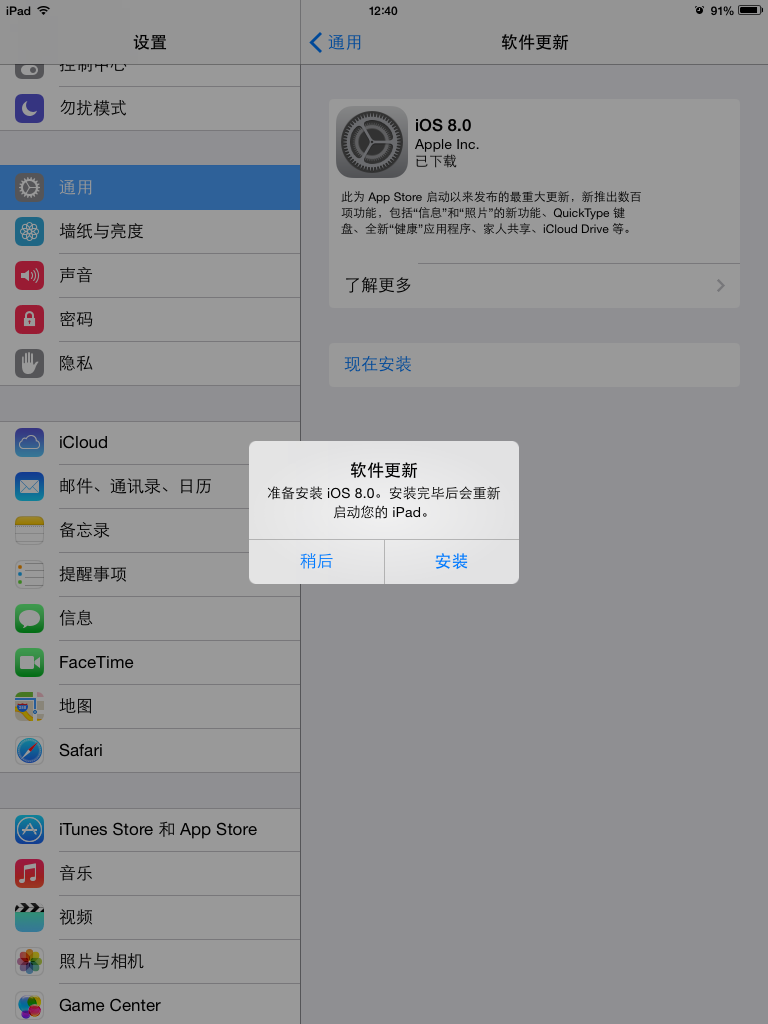 iPad
12:40
91%
设置
通用
软件更新
控制中心
勿扰模式
通用
墙纸与亮度
声音
密码
隐私
iCloud
邮件、通讯录、日历
备忘录
提醒事项
信息
FaceTime
地图
Safari
iTunes Store 和 App Store
音乐
视频
照片与相机
Game Center
iOS 8.0
Apple Inc.
已下载
此为 App Store 启动以来发布的最重大更新，新推出数百
项功能，包括“信息”和“照片”的新功能、QuickType 键
盘、全新“健康”应用程序、家人共享、iCloud Drive 等。
了解更多
现在安装
软件更新
准备安装 iOS 8.0。安装完毕后会重新
启动您的 iPad。
稍后
安装